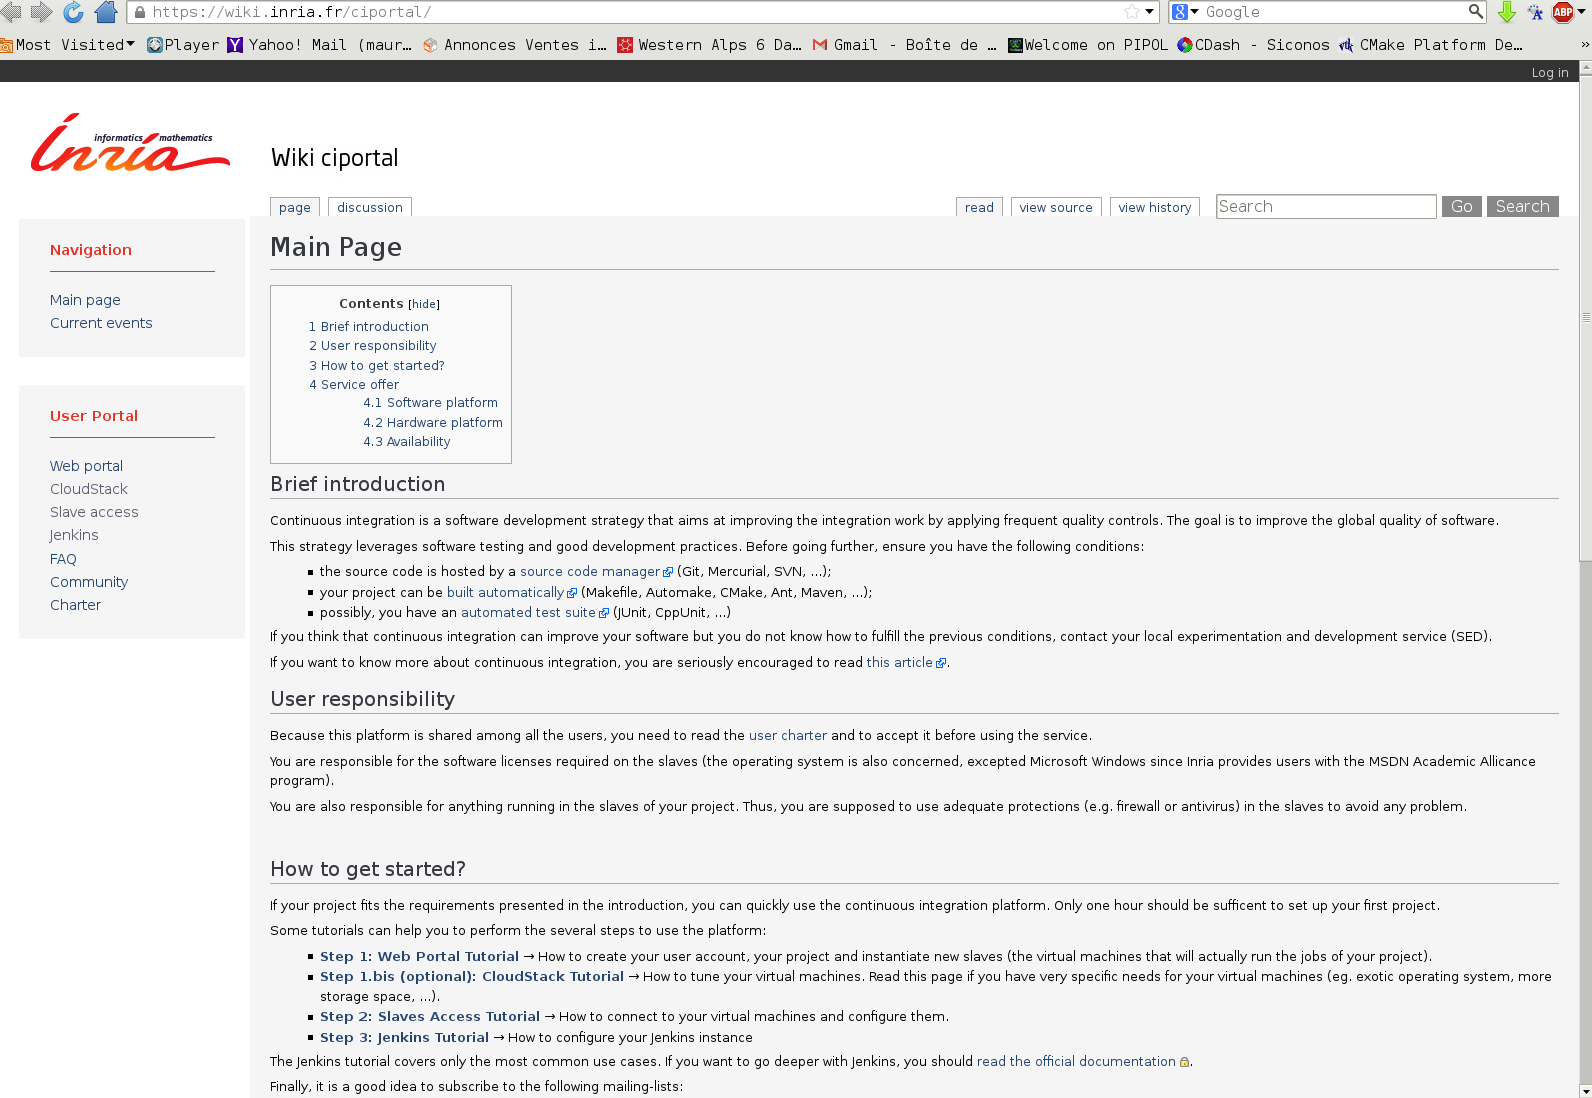 https://wiki.inria.fr/ciportal/
Google
ABP
Most Visited
Player
Yahoo! Mail (maur...
Annonces Ventes i...
Western Alps 6 Da...
Gmail - Boîte de ...
Welcome on PIPOL
CDash - Siconos
CMake Platform De...
»
Log in
informatics mathematics
Inria
Wiki ciportal
page
discussion
read
view source
view history
Search
Go
Search
Navigation
Main page
Current events
User Portal
Web portal
CloudStack
Slave access
Jenkins
FAQ
Community
Charter
Main Page
Contents [hide]
1 Brief introduction
2 User responsibility
3 How to get started?
4 Service offer
4.1 Software platform
4.2 Hardware platform
4.3 Availability
Brief introduction
Continuous integration is a software development strategy that aims at improving the integration work by applying frequent quality controls. The goal is to improve the global quality of software.
This strategy leverages software testing and good development practices. Before going further, ensure you have the following conditions:
the source code is hosted by a source code manager (Git, Mercurial, SVN, ...);
your project can be built automatically (Makefile, Automake, CMake, Ant, Maven, ...);
possibly, you have an automated test suite (JUnit, CppUnit, ...)
If you think that continuous integration can improve your software but you do not know how to fulfill the previous conditions, contact your local experimentation and development service (SED).
If you want to know more about continuous integration, you are seriously encouraged to read this article.
User responsibility
Because this platform is shared among all the users, you need to read the user charter and to accept it before using the service.
You are responsible for the software licenses required on the slaves (the operating system is also concerned, excepted Microsoft Windows since Inria provides users with the MSDN Academic Allicance
program).
You are also responsible for anything running in the slaves of your project. Thus, you are supposed to use adequate protections (e.g. firewall or antivirus) in the slaves to avoid any problem.
How to get started?
If your project fits the requirements presented in the introduction, you can quickly use the continuous integration platform. Only one hour should be sufficent to set up your first project.
Some tutorials can help you to perform the several steps to use the platform:
Step 1: Web Portal Tutorial → How to create your user account, your project and instantiate new slaves (the virtual machines that will actually run the jobs of your project).
Step 1.bis (optional): CloudStack Tutorial → How to tune your virtual machines. Read this page if you have very specific needs for your virtual machines (eg. exotic operating system, more
storage space, ...).
Step 2: Slaves Access Tutorial → How to connect to your virtual machines and configure them.
Step 3: Jenkins Tutorial → How to configure your Jenkins instance
The Jenkins tutorial covers only the most common use cases. If you want to go deeper with Jenkins, you should read the official documentation.
Finally, it is a good idea to subscribe to the following mailing-lists: